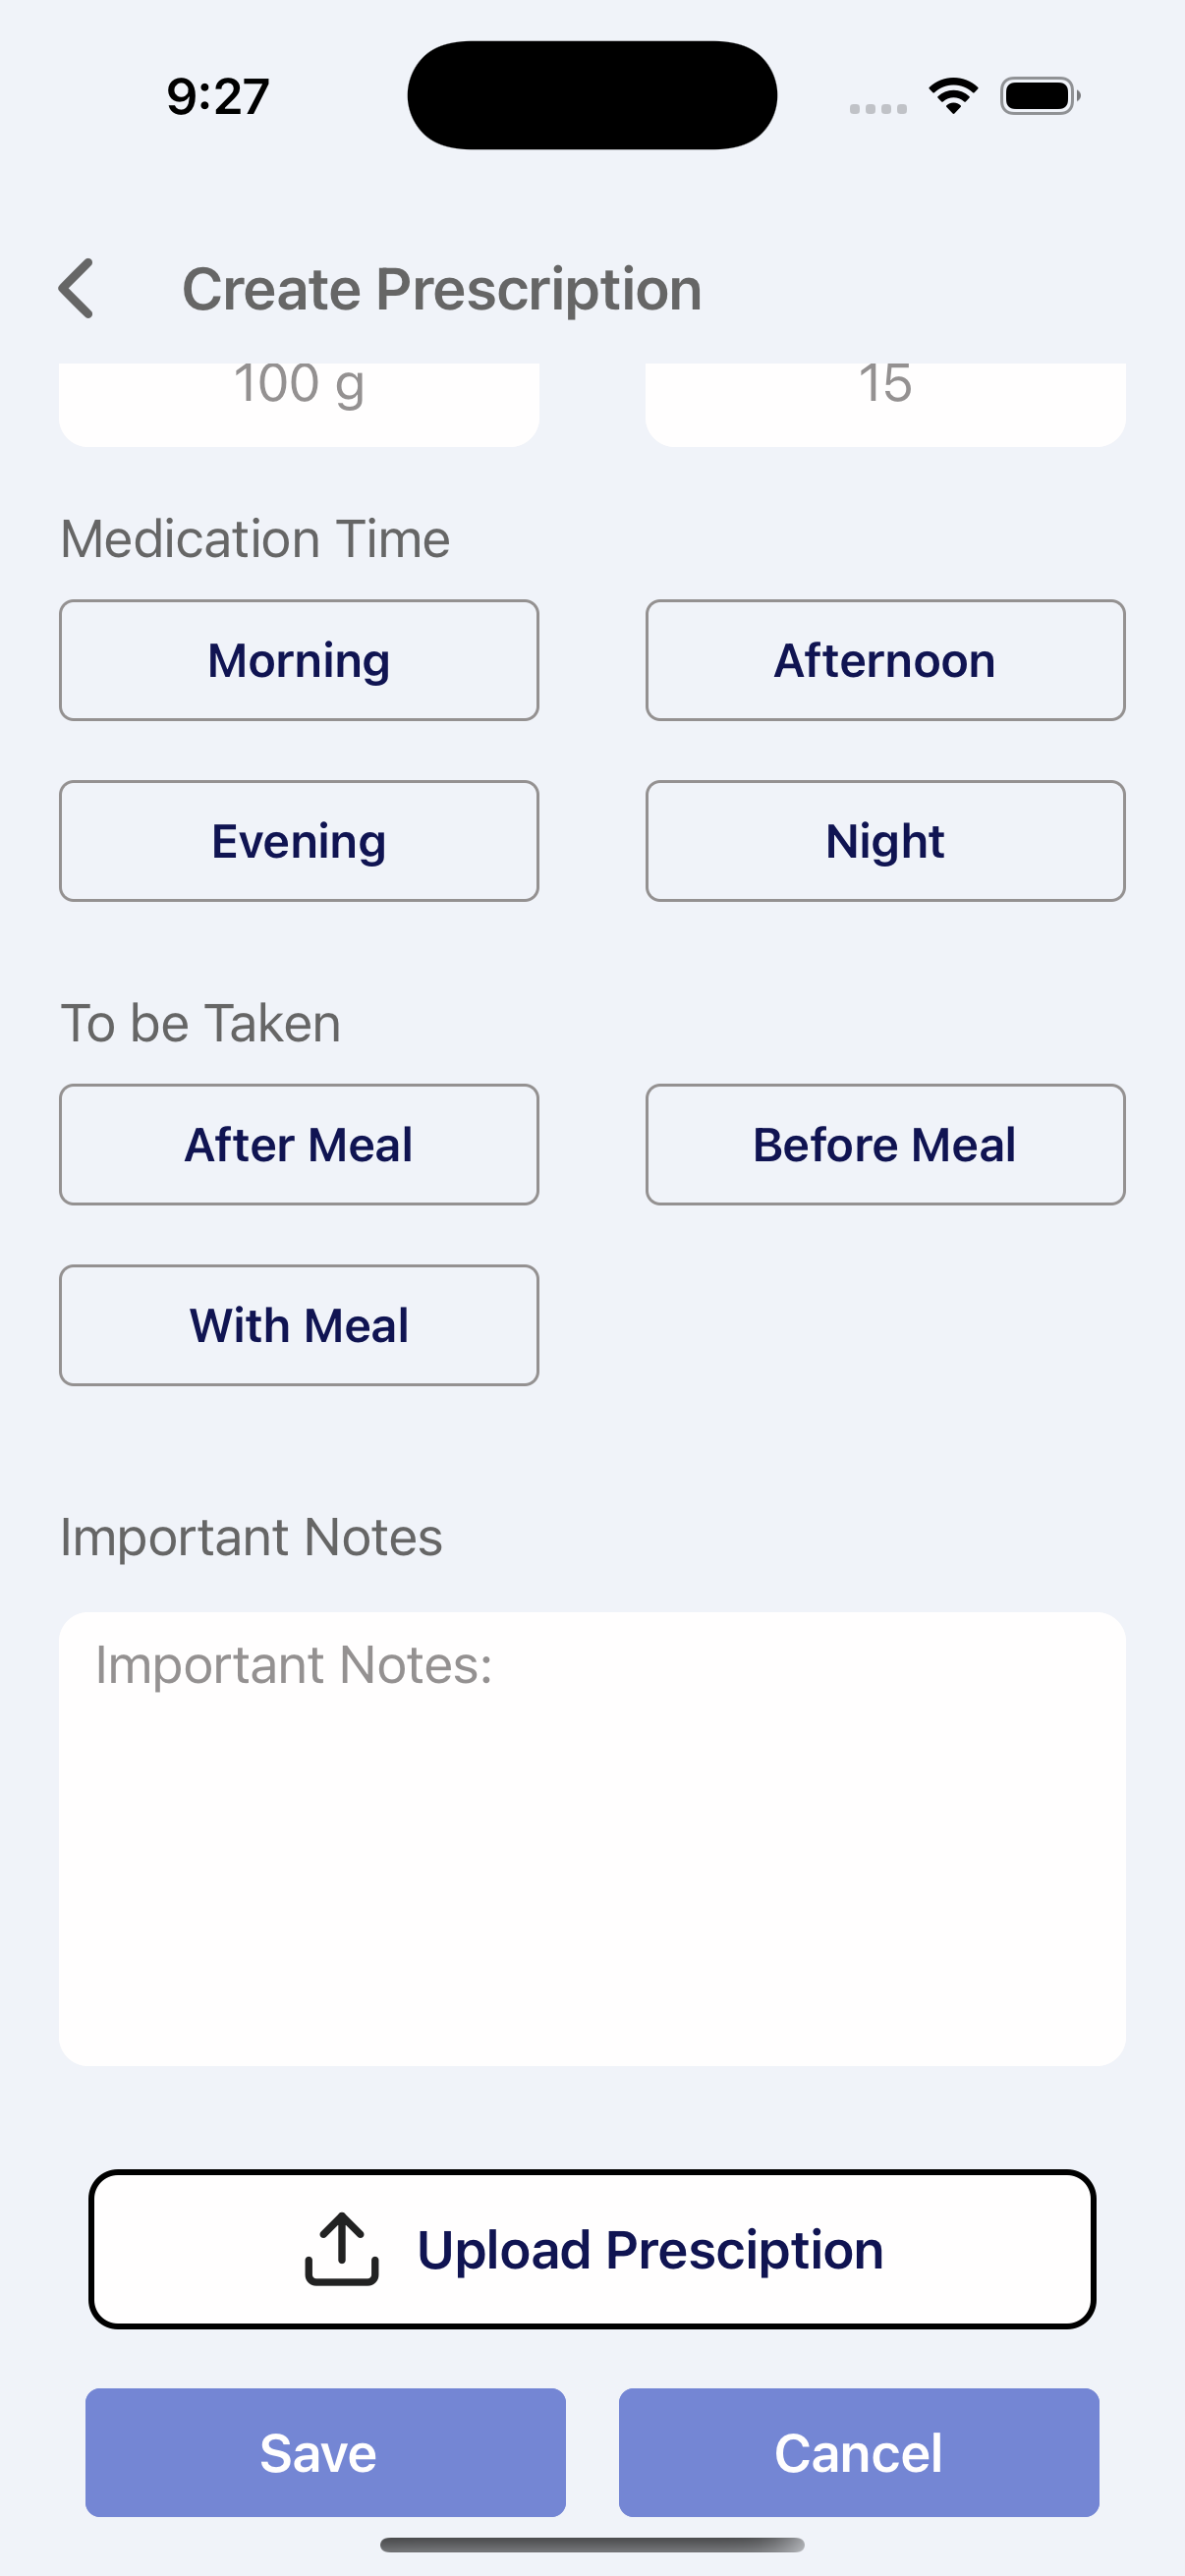 9:27
Create Prescription
100 g 15
Medication Time
Morning Afternoon
Evening Night
To be Taken
After Meal Before Meal
With Meal
Important Notes
Important Notes:
Upload Presciption
Save Cancel